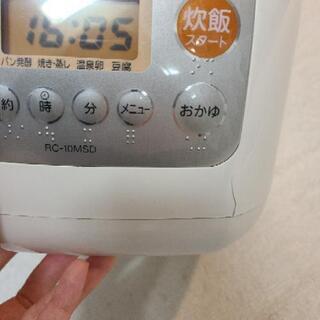 16:05
炊飯
スタート
パン発酵 焼き・蒸し 温泉卵 豆腐
約 時 分 メニュー おかゆ
RC-10MSD